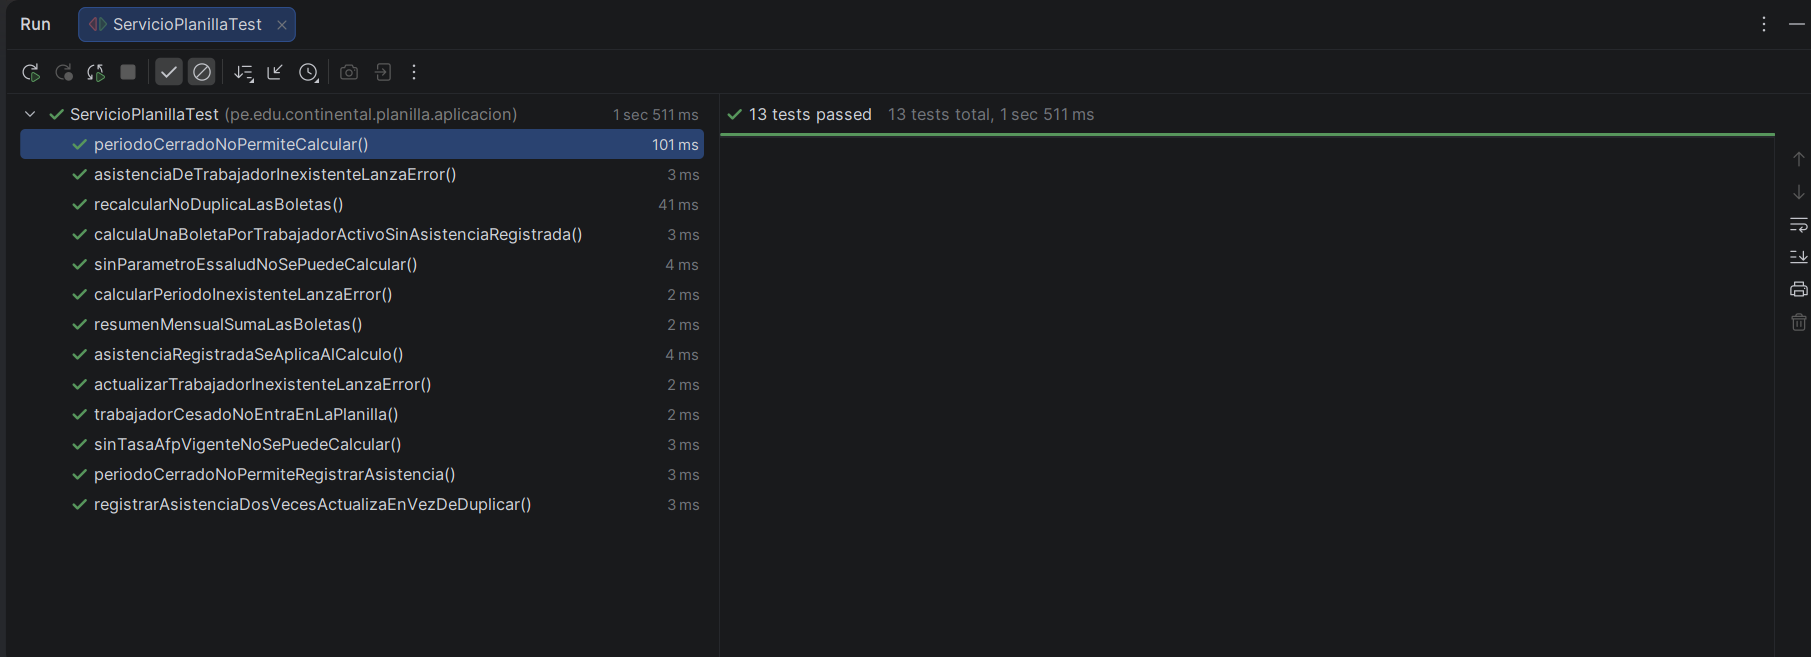 Run ServicioPlanillaTest
ServicioPlanillaTest (pe.edu.continental.planilla.aplicacion) 1 sec 511 ms
13 tests passed 13 tests total, 1 sec 511 ms
periodoCerradoNoPermiteCalcular() 101 ms
asistenciaDeTrabajadorInexistenteLanzaError() 3 ms
recalcularNoDuplicaLasBoletas() 41 ms
calculaUnaBoletaPorTrabajadorActivoSinAsistenciaRegistrada() 3 ms
sinParametroEssaludNoSePuedeCalcular() 4 ms
calcularPeriodoInexistenteLanzaError() 2 ms
resumenMensualSumaLasBoletas() 2 ms
asistenciaRegistradaSeAplicaAlCalculo() 4 ms
actualizarTrabajadorInexistenteLanzaError() 2 ms
trabajadorCesadoNoEntraEnLaPlanilla() 2 ms
sinTasaAfpVigenteNoSePuedeCalcular() 3 ms
periodoCerradoNoPermiteRegistrarAsistencia() 3 ms
registrarAsistenciaDosVecesActualizaEnVezDeDuplicar() 3 ms